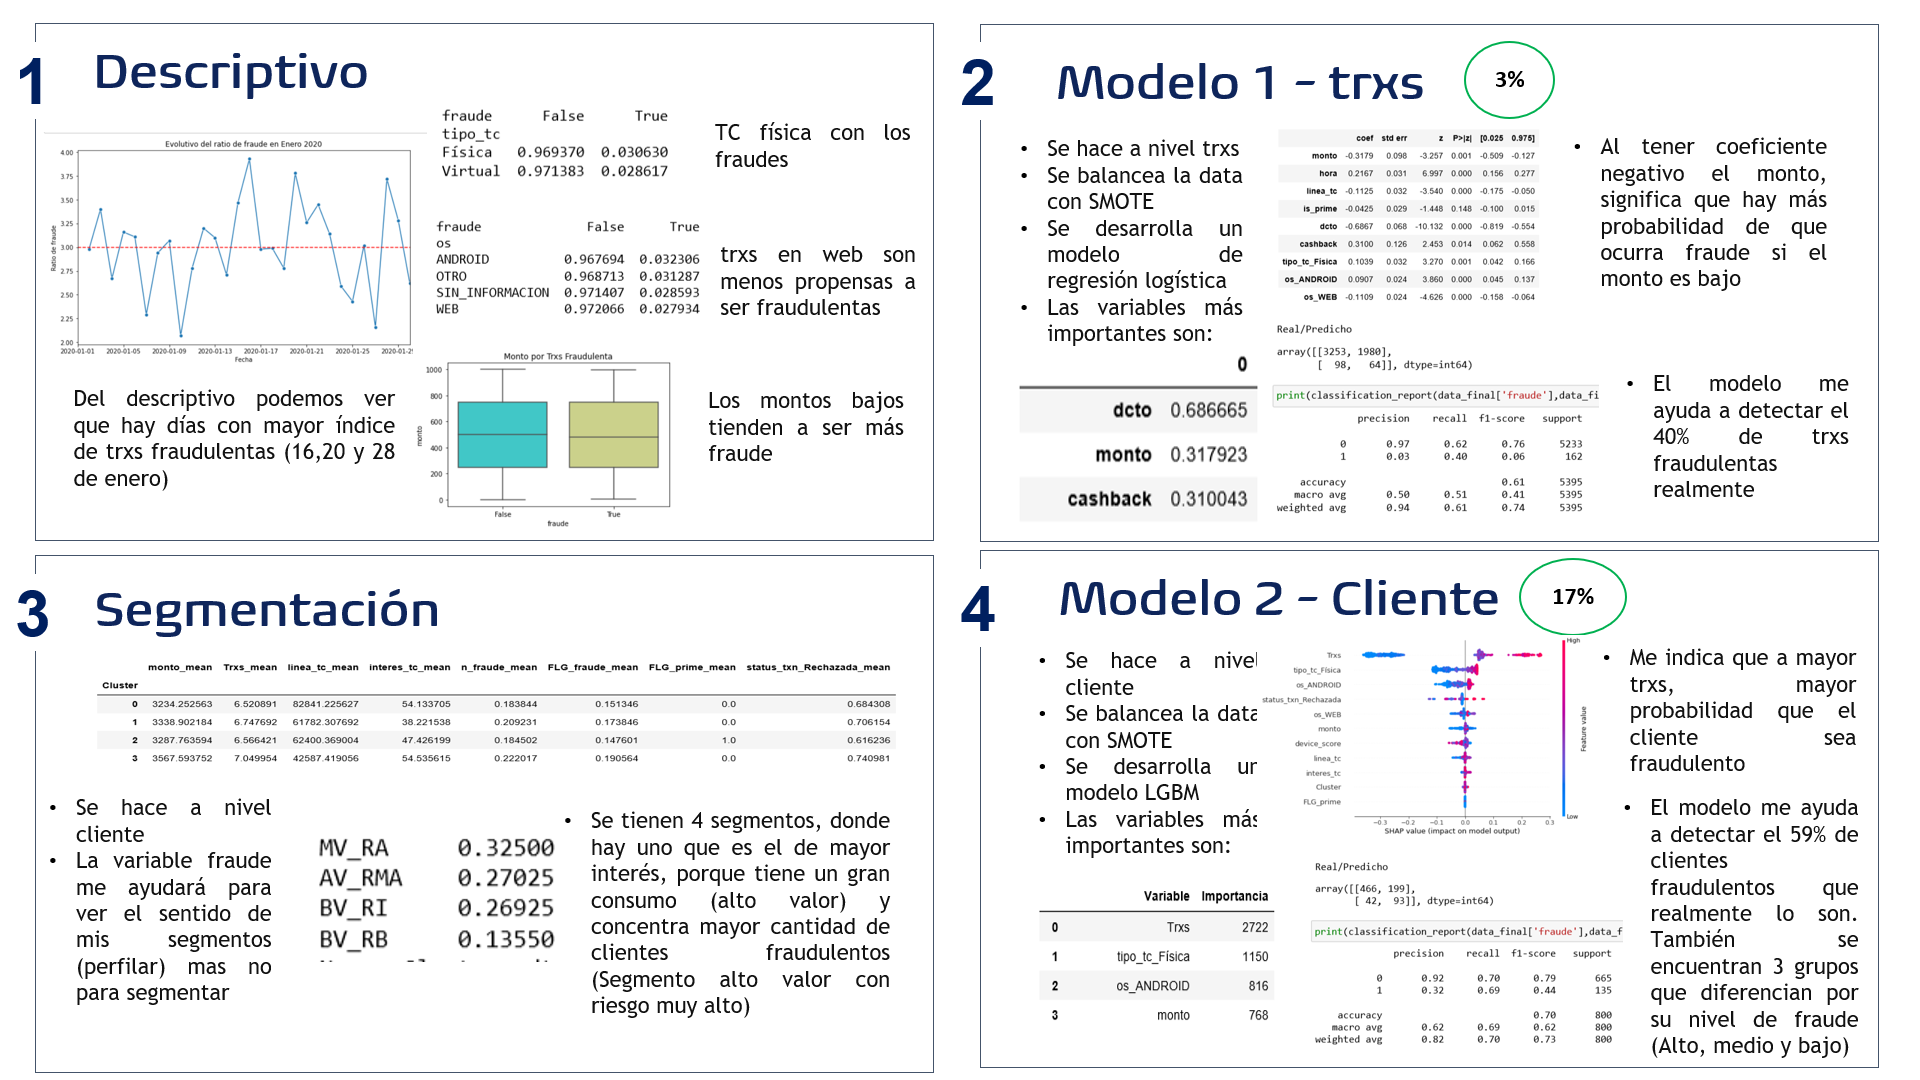 1
Descriptivo
Evolutivo del ratio de fraude en Enero 2020
Ratio de fraude
4.00
3.75
3.50
3.25
3.00
2.75
2.50
2.25
2.00
2020-01-01 2020-01-05 2020-01-09 2020-01-13 2020-01-17 2020-01-21 2020-01-25 2020-01-29
Fecha
fraude False True
tipo_tc
Física 0.969370 0.030630
Virtual 0.971383 0.028617
TC física con los
fraudes
fraude False True
os
ANDROID 0.967694 0.032306
OTRO 0.968713 0.031287
SIN_INFORMACION 0.971407 0.028593
WEB 0.972066 0.027934
trxs en web son
menos propensas a
ser fraudulentas
Del descriptivo podemos ver
que hay días con mayor índice
de trxs fraudulentas (16,20 y 28
de enero)
Monto por Trxs Fraudulenta
monto
1000
800
600
400
200
0
False True
fraude
Los montos bajos
tienden a ser más
fraude
2
Modelo 1 - trxs
3%
• Se hace a nivel trxs
• Se balancea la data
con SMOTE
• Se desarrolla un
modelo de
regresión logística
• Las variables más
importantes son:
0
dcto 0.686665
monto 0.317923
cashback 0.310043
coef std err z P>|z| [0.025 0.975]
monto -0.3179 0.098 -3.257 0.001 -0.509 -0.127
hora 0.2167 0.031 6.997 0.000 0.156 0.277
linea_tc -0.1125 0.032 -3.540 0.000 -0.175 -0.050
is_prime -0.0425 0.029 -1.448 0.148 -0.100 0.015
dcto -0.6867 0.068 -10.132 0.000 -0.819 -0.554
cashback 0.3100 0.126 2.453 0.014 0.062 0.558
tipo_tc_Física 0.1039 0.032 3.270 0.001 0.042 0.166
os_ANDROID 0.0907 0.024 3.860 0.000 0.045 0.137
os_WEB -0.1109 0.024 -4.626 0.000 -0.158 -0.064
Real/Predicho
array([[3253, 1980],
[ 98, 64]], dtype=int64)
print(classification_report(data_final['fraude'],data_fi
precision recall f1-score support
0 0.97 0.62 0.76 5233
1 0.03 0.40 0.06 162
accuracy 0.61 5395
macro avg 0.50 0.51 0.41 5395
weighted avg 0.94 0.61 0.74 5395
• Al tener coeficiente
negativo el monto,
significa que hay más
probabilidad de que
ocurra fraude si el
monto es bajo
• El modelo me
ayuda a detectar el
40% de trxs
fraudulentas
realmente
3
Segmentación
monto_mean Trxs_mean linea_tc_mean interes_tc_mean n_fraude_mean FLG_fraude_mean FLG_prime_mean status_txn_Rechazada_mean
Cluster
0 3234.252563 6.520891 82841.225627 54.133705 0.183844 0.151346 0.0 0.684308
1 3338.902184 6.747692 61782.307692 38.221538 0.209231 0.173846 0.0 0.706154
2 3287.763594 6.566421 62400.369004 47.426199 0.184502 0.147601 1.0 0.616236
3 3567.593752 7.049954 42587.419056 54.535615 0.222017 0.190564 0.0 0.740981
• Se hace a nivel
cliente
• La variable fraude
me ayudará para
ver el sentido de
mis segmentos
(perfilar) mas no
para segmentar
MV_RA 0.32500
AV_RMA 0.27025
BV_RI 0.26925
BV_RB 0.13550
• Se tienen 4 segmentos, donde
hay uno que es el de mayor
interés, porque tiene un gran
consumo (alto valor) y
concentra mayor cantidad de
clientes fraudulentos
(Segmento alto valor con
riesgo muy alto)
4
Modelo 2 - Cliente
17%
• Se hace a nivel
cliente
• Se balancea la data
con SMOTE
• Se desarrolla un
modelo LGBM
• Las variables más
importantes son:
Variable Importancia
0 Trxs 2722
1 tipo_tc_Física 1150
2 os_ANDROID 816
3 monto 768
Trxs
tipo_tc_Física
os_ANDROID
status_txn_Rechazada
os_WEB
monto
device_score
linea_tc
interes_tc
Cluster
FLG_prime
−0.3 −0.2 −0.1 0.0 0.1 0.2 0.3
SHAP value (impact on model output)
High
Feature value
Low
Real/Predicho
array([[466, 199],
[ 42, 93]], dtype=int64)
print(classification_report(data_final['fraude'],data_f
precision recall f1-score support
0 0.92 0.70 0.79 665
1 0.32 0.69 0.44 135
accuracy 0.70 800
macro avg 0.62 0.69 0.62 800
weighted avg 0.82 0.70 0.73 800
• Me indica que a mayor
trxs, mayor
probabilidad que el
cliente sea
fraudulento
• El modelo me ayuda
a detectar el 59% de
clientes
fraudulentos que
realmente lo son.
También se
encuentran 3 grupos
que diferencian por
su nivel de fraude
(Alto, medio y bajo)